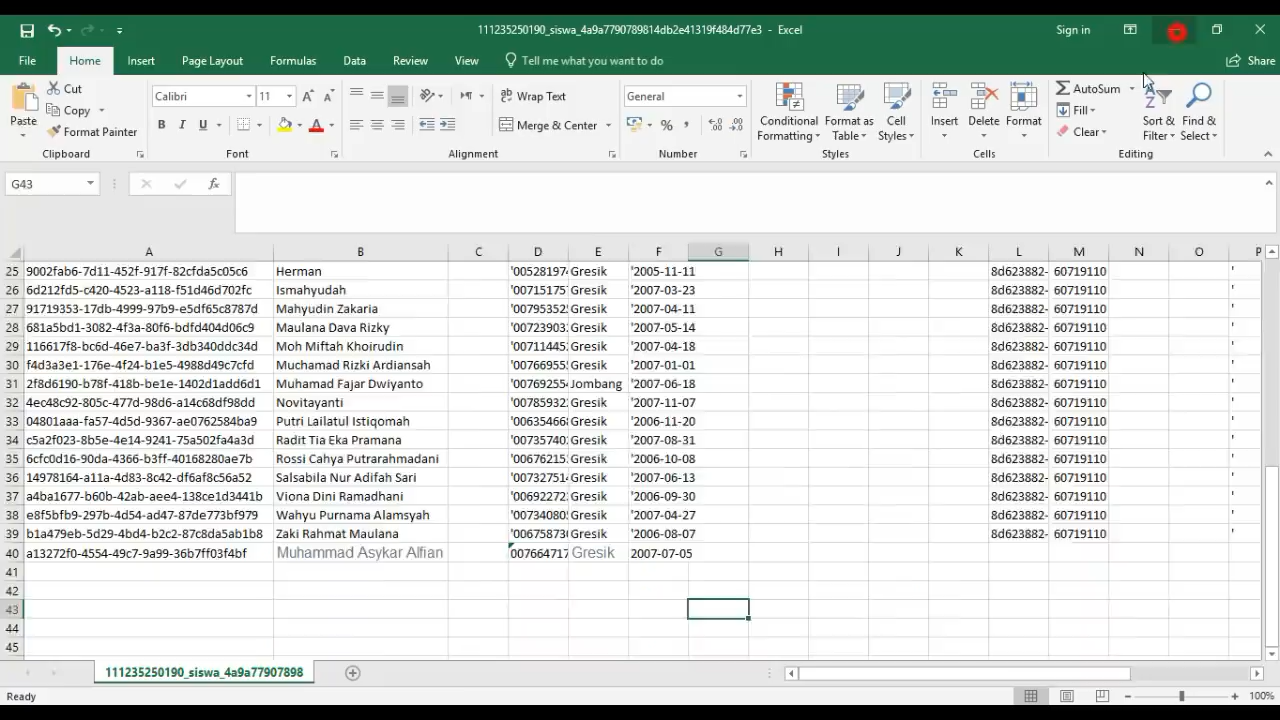 111235250190_siswa_4a9a7790789814db2e41319f484d77e3 - Excel
Sign in
File Home Insert Page Layout Formulas Data Review View Tell me what you want to do Share
Paste
Cut
Copy
Format Painter
Clipboard
Calibri 11
B I U
Font
Wrap Text
Merge & Center
Alignment
General
Number
Conditional Formatting
Format as Table
Cell Styles
Styles
Insert Delete Format
Cells
AutoSum
Fill
Clear
Sort & Filter
Find & Select
Editing
G43
fx
A B C D E F G H I J K L M N O P
25 9002fab6-7d11-452f-917f-82cfda5c05c6 Herman '00528197 Gresik '2005-11-11 8d623882- 60719110 '
26 6d212fd5-c420-4523-a118-f51d46d702fc Ismahyudah '00715175 Gresik '2007-03-23 8d623882- 60719110 '
27 91719353-17db-4999-97b9-e5df65c8787d Mahyudin Zakaria '00795352 Gresik '2007-04-11 8d623882- 60719110 '
28 681a5bd1-3082-4f3a-80f6-bdfd404d06c9 Maulana Dava Rizky '00723903 Gresik '2007-05-14 8d623882- 60719110 '
29 116617f8-bc6d-46e7-ba3f-3db340ddc34d Moh Miftah Khoirudin '00711445 Gresik '2007-04-18 8d623882- 60719110 '
30 f4d3a3e1-176e-4f24-b1e5-4988d49c7cfd Muchamad Rizki Ardiansah '00766955 Gresik '2007-01-01 8d623882- 60719110 '
31 2f8d6190-b78f-418b-be1e-1402d1add6d1 Muhamad Fajar Dwiyanto '00769255 Jombang '2007-06-18 8d623882- 60719110 '
32 4ec48c92-805c-477d-98d6-a14c68df98dd Novitayanti '00785932 Gresik '2007-11-07 8d623882- 60719110 '
33 04801aaa-fa57-4d5d-9367-ae0762584ba9 Putri Lailatul Istiqomah '00635466 Gresik '2006-11-20 8d623882- 60719110 '
34 c5a2f023-8b5e-4e14-9241-75a502fa4a3d Radit Tia Eka Pramana '00735740 Gresik '2007-08-31 8d623882- 60719110 '
35 6cfc0d16-90da-4366-b3ff-40168280ae7b Rossi Cahya Putrarahmadani '00676215 Gresik '2006-10-08 8d623882- 60719110 '
36 14978164-a11a-4d83-8c42-df6af8c56a52 Salsabila Nur Adifah Sari '00732751 Gresik '2007-06-13 8d623882- 60719110 '
37 a4ba1677-b60b-42ab-aee4-138ce1d3441b Viona Dini Ramadhani '00692272 Gresik '2006-09-30 8d623882- 60719110 '
38 e8f5bfb9-297b-4d54-ad47-87de773bf979 Wahyu Purnama Alamsyah '00734080 Gresik '2007-04-27 8d623882- 60719110 '
39 b1a479eb-5d29-4bd4-b2c2-87c8da5ab1b8 Zaki Rahmat Maulana '00675873 Gresik '2006-08-07 8d623882- 60719110 '
40 a13272f0-4554-49c7-9a99-36b7ff03f4bf Muhammad Asykar Alfian 00766471 Gresik 2007-07-05
41
42
43
44
45
111235250190_siswa_4a9a77907898
Ready
100%